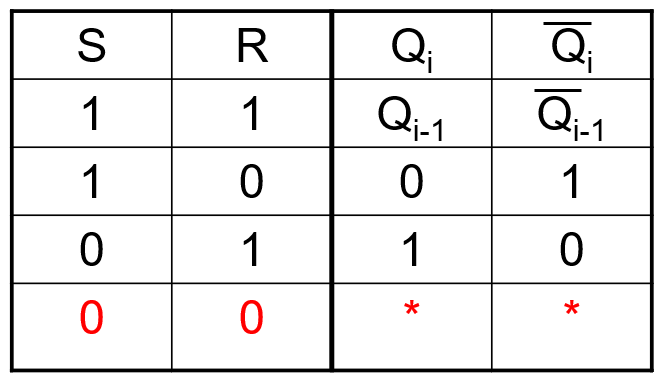 S R Qᵢ Q̅ᵢ
1 1 Qᵢ₋₁ Q̅ᵢ₋₁
1 0 0 1
0 1 1 0
0 0 * *